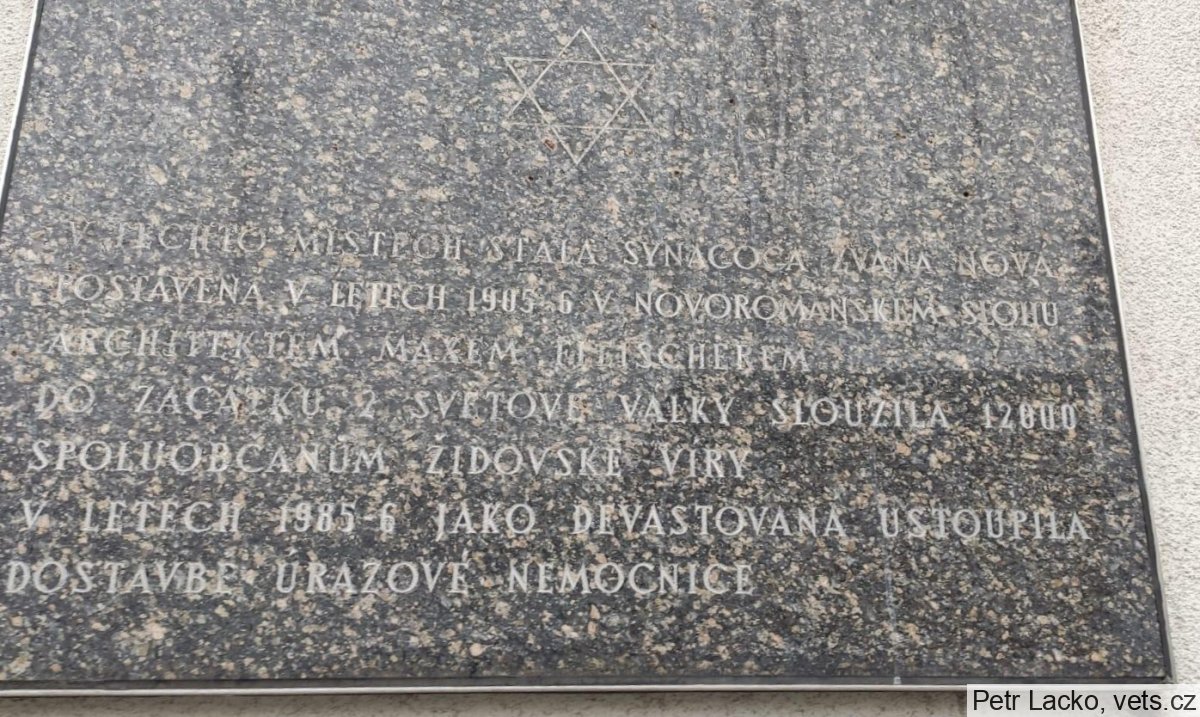 V TĚCHTO MÍSTECH STÁLA SYNAGOGA ZVANÁ NOVÁ
POSTAVENÁ V LETECH 1905-6 V NOVOROMÁNSKÉM SLOHU
ARCHITEKTEM MAXEM FLEISCHEREM
DO ZAČÁTKU 2 SVĚTOVÉ VÁLKY SLOUŽILA 12000
SPOLUOBČANŮM ŽIDOVSKÉ VÍRY
V LETECH 1985-6 JAKO DEVASTOVANÁ USTOUPILA
DOSTAVBĚ ÚRAZOVÉ NEMOCNICE
Petr Lacko, vets.cz